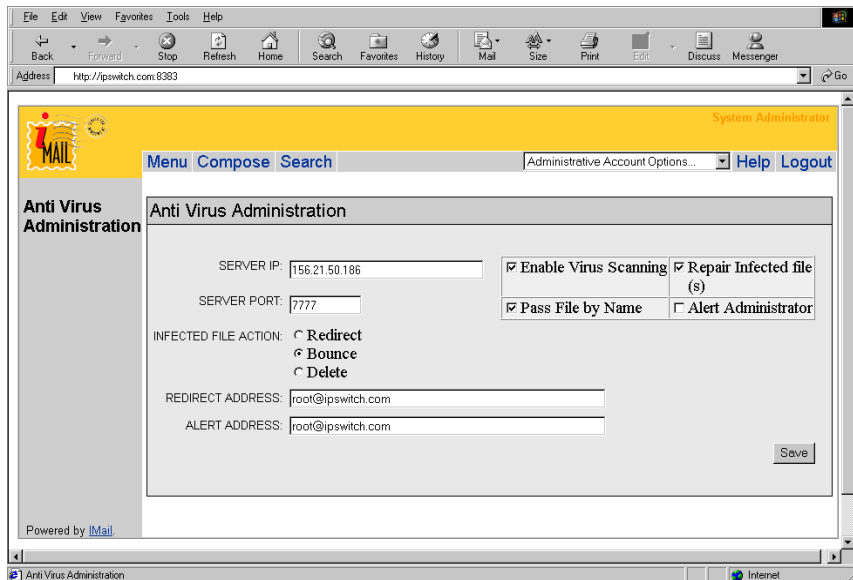 File Edit View Favorites Tools Help
Back Forward Stop Refresh Home Search Favorites History Mail Size Print Edit Discuss Messenger
Address http://ipswitch.com:8383 Go
System Administrator
iMAIL
Menu Compose Search Administrative Account Options... Help Logout
Anti Virus
Administration
Anti Virus Administration
SERVER IP: 156.21.50.186
Enable Virus Scanning Repair Infected file
(s)
SERVER PORT: 7777
Pass File by Name Alert Administrator
INFECTED FILE ACTION: Redirect
Bounce
Delete
REDIRECT ADDRESS: root@ipswitch.com
ALERT ADDRESS: root@ipswitch.com
Save
Powered by IMail.
Anti Virus Administration Internet